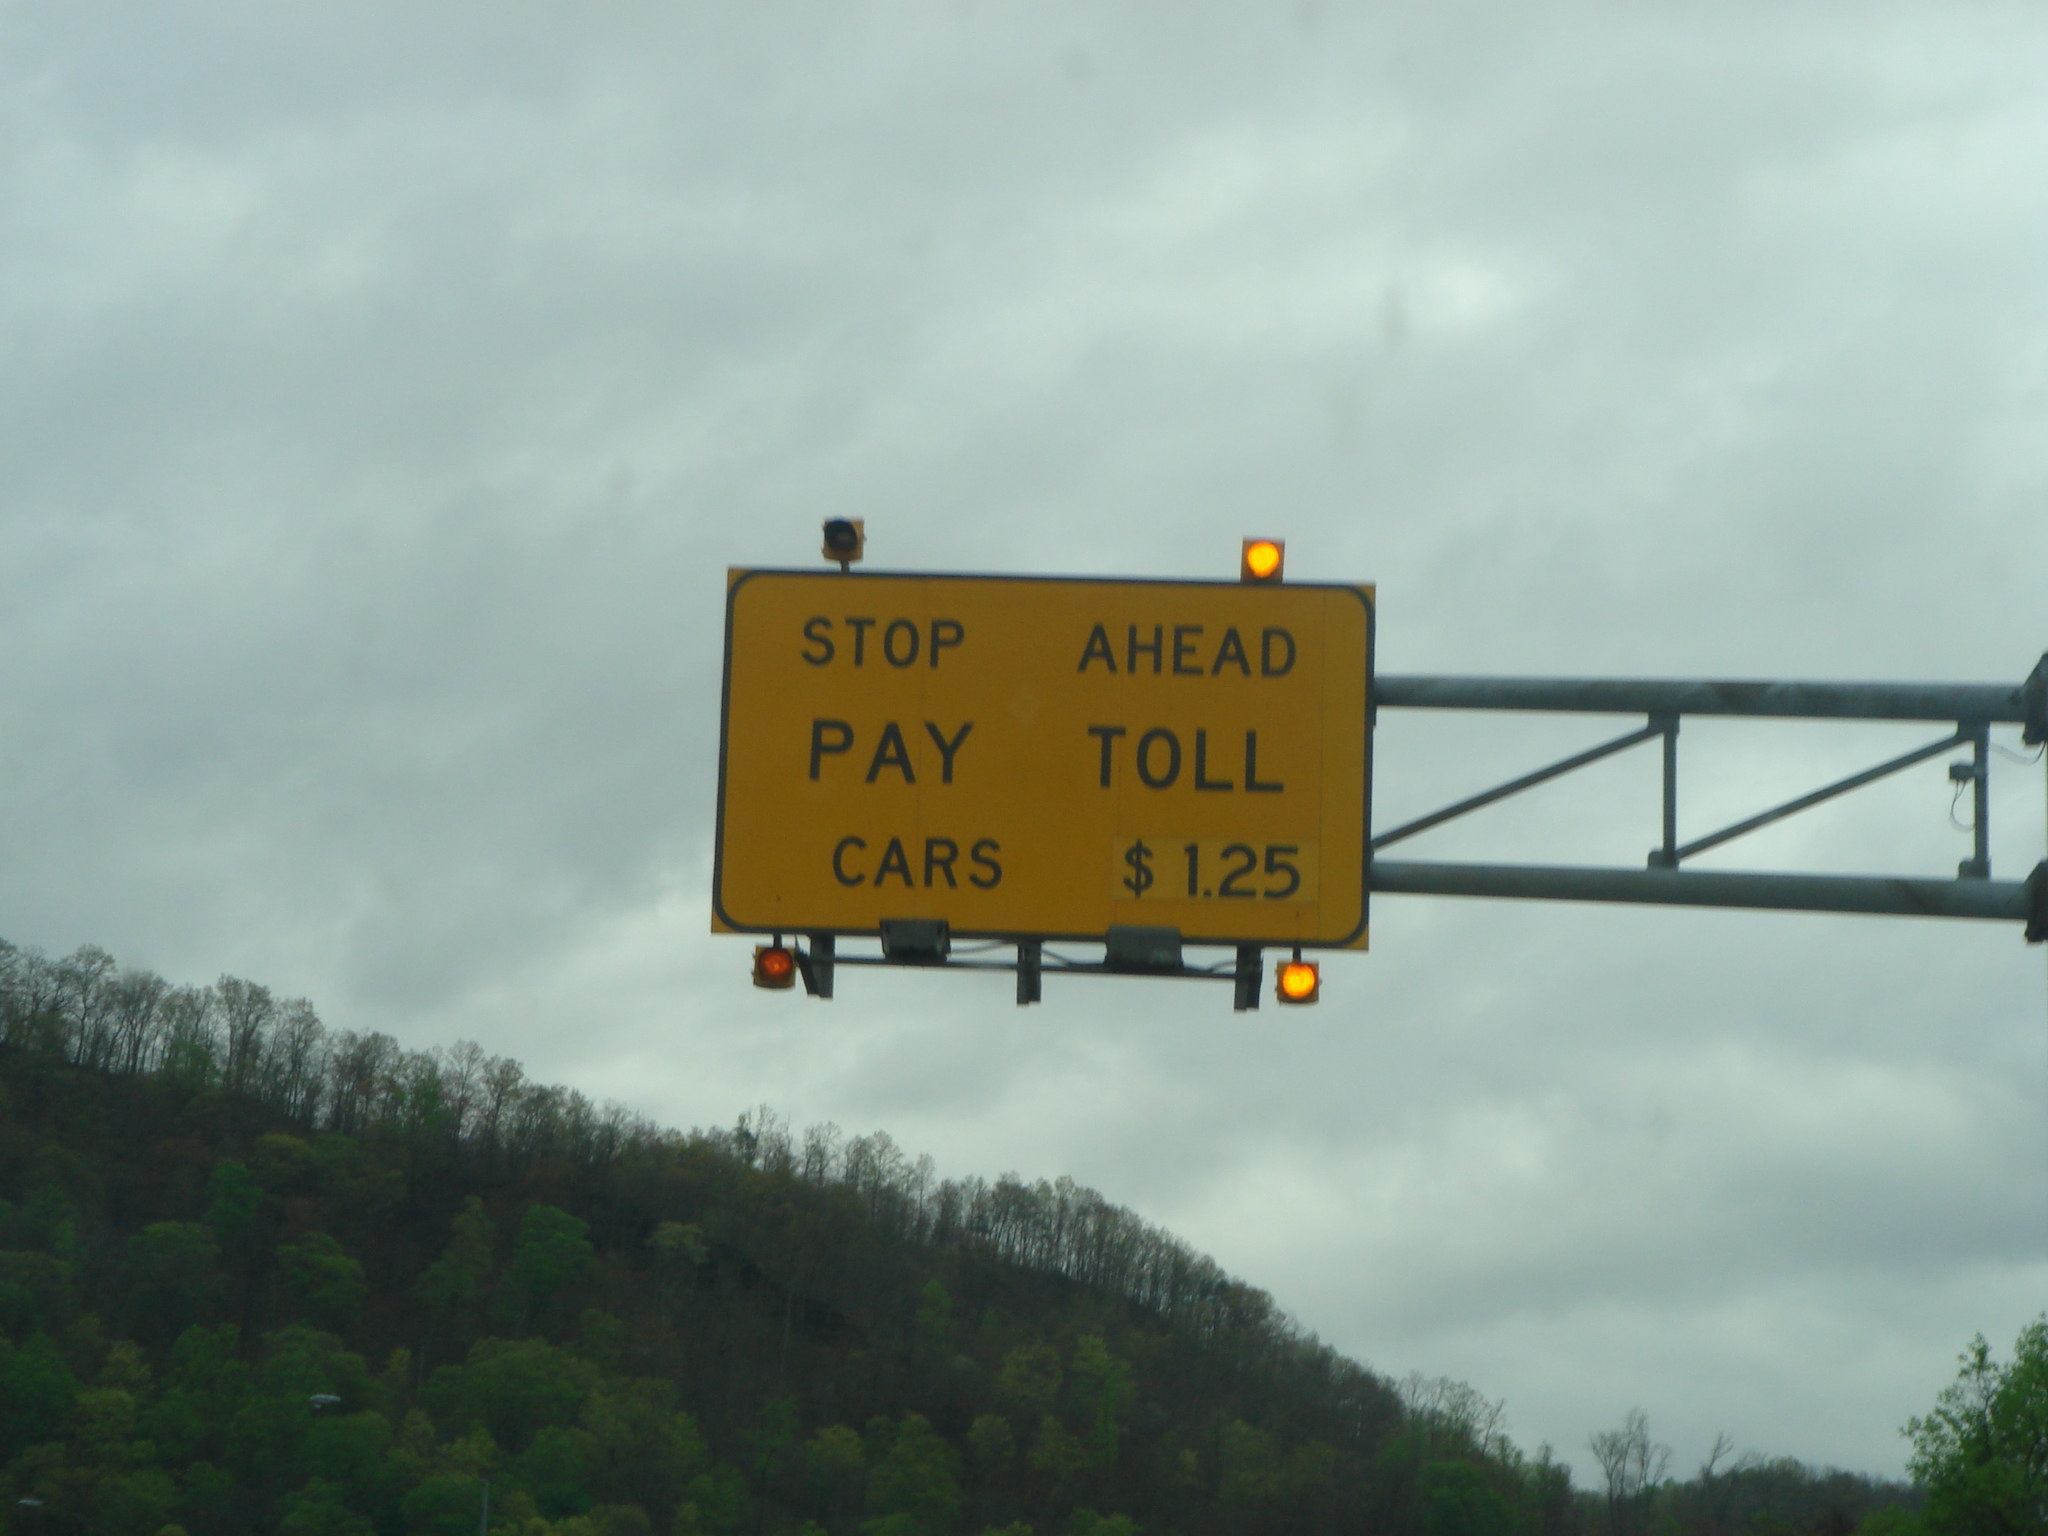 STOP AHEAD
PAY TOLL
CARS $ 1.25